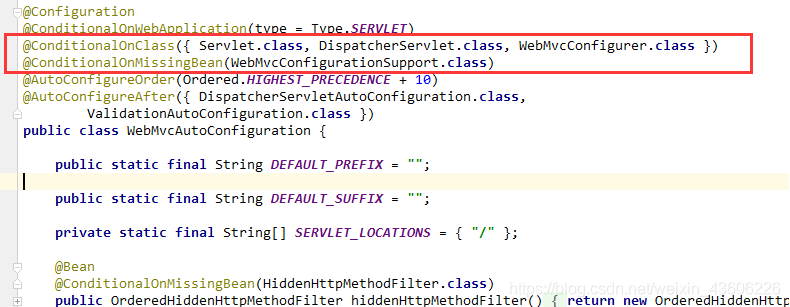 @Configuration
@ConditionalOnWebApplication(type = Type.SERVLET)
@ConditionalOnClass({ Servlet.class, DispatcherServlet.class, WebMvcConfigurer.class })
@ConditionalOnMissingBean(WebMvcConfigurationSupport.class)
@AutoConfigureOrder(Ordered.HIGHEST_PRECEDENCE + 10)
@AutoConfigureAfter({ DispatcherServletAutoConfiguration.class,
ValidationAutoConfiguration.class })
public class WebMvcAutoConfiguration {
public static final String DEFAULT_PREFIX = "";
public static final String DEFAULT_SUFFIX = "";
private static final String[] SERVLET_LOCATIONS = { "/" };
@Bean
@ConditionalOnMissingBean(HiddenHttpMethodFilter.class)
https://blog.csdn.net/weixin_43606226
public OrderedHiddenHttpMethodFilter hiddenHttpMethodFilter() { return new OrderedHiddenHttpMeth